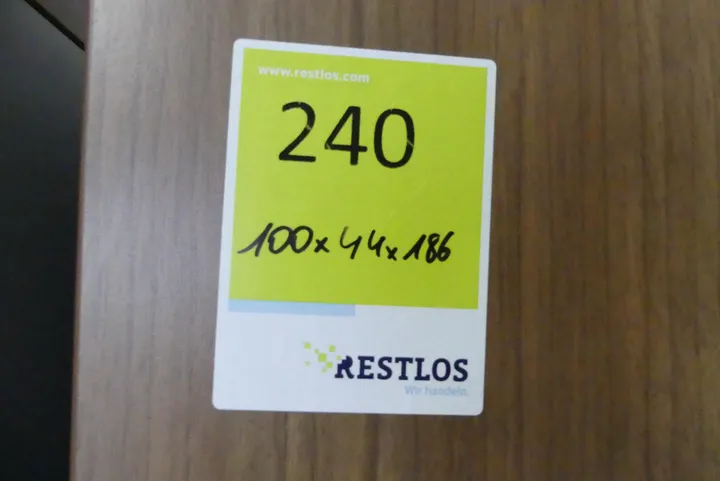 www.restlos.com
240
100x44x186
RESTLOS
Wir handeln.